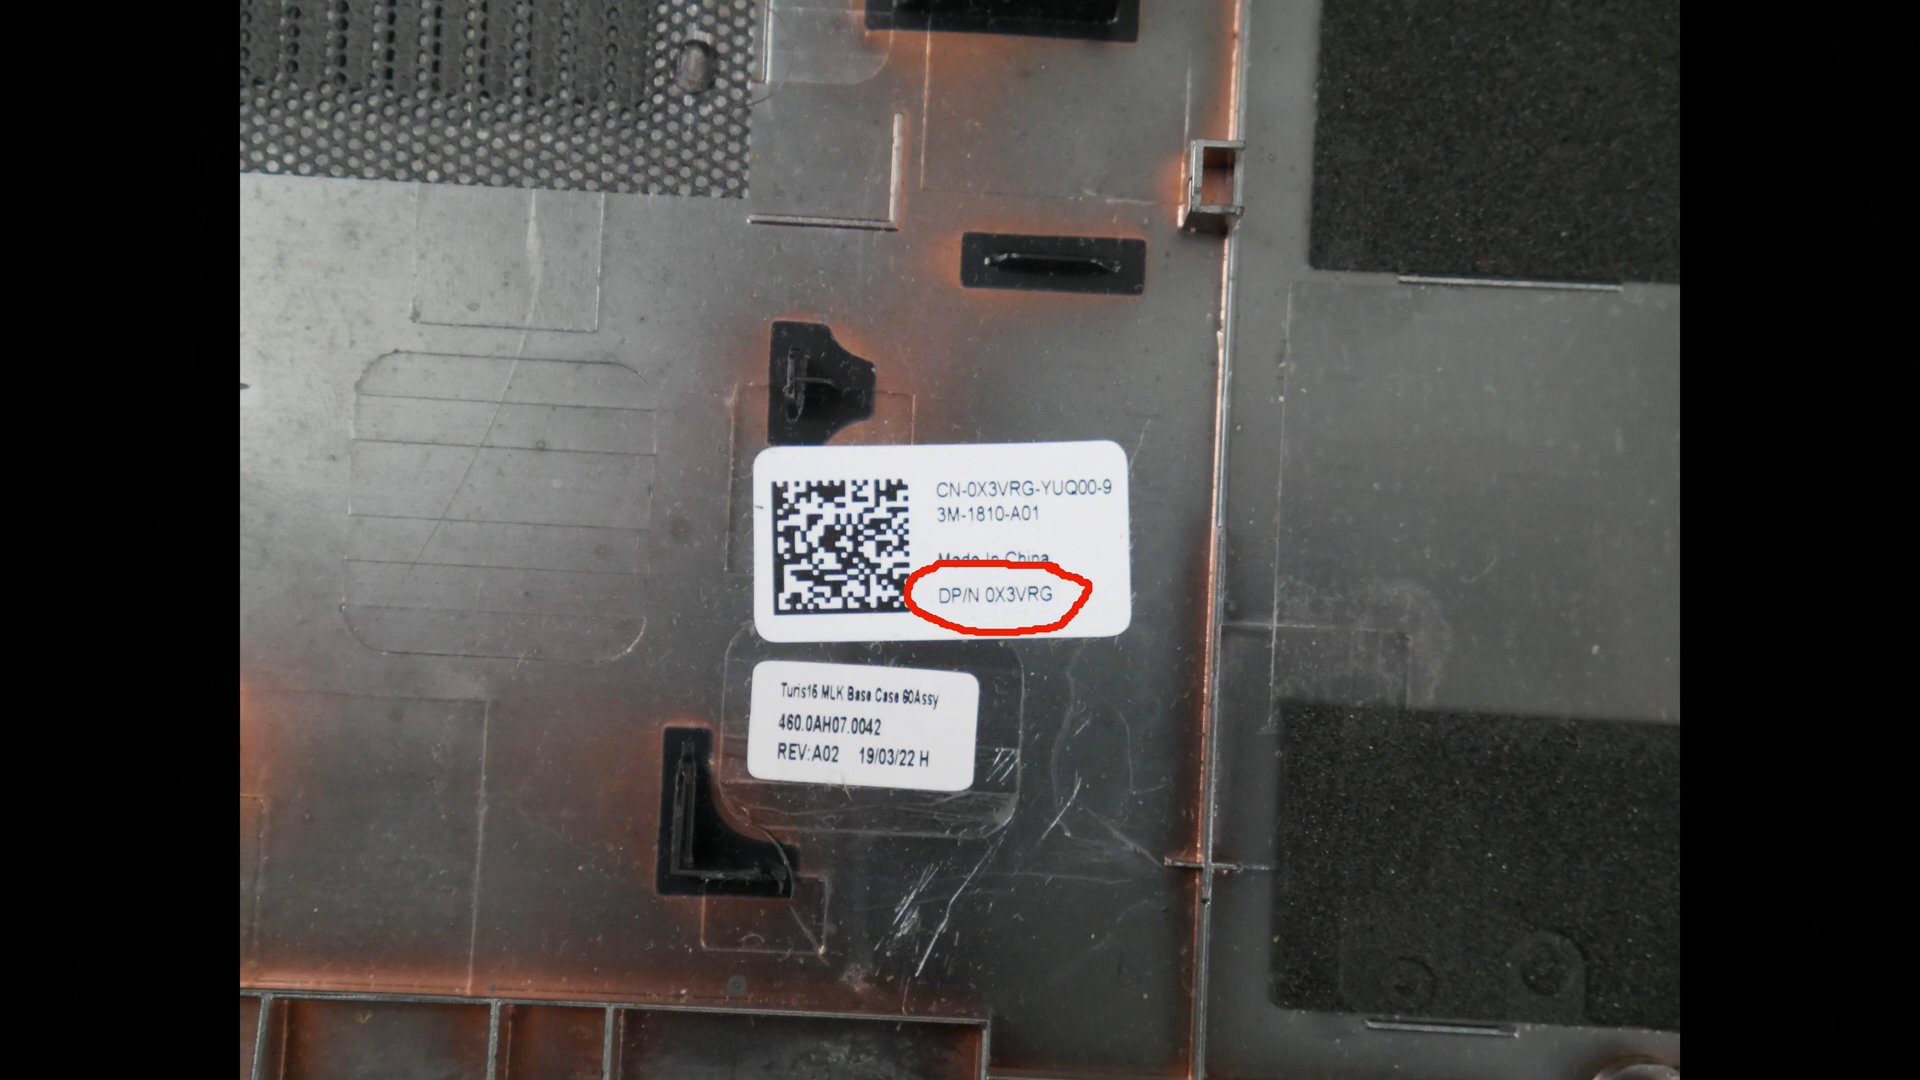 CN-0X3VRG-YUQ00-9
3M-1810-A01
Made In China
DP/N 0X3VRG
Turis15 MLK Base Case 60Assy
460.0AH07.0042
REV:A02 19/03/22 H